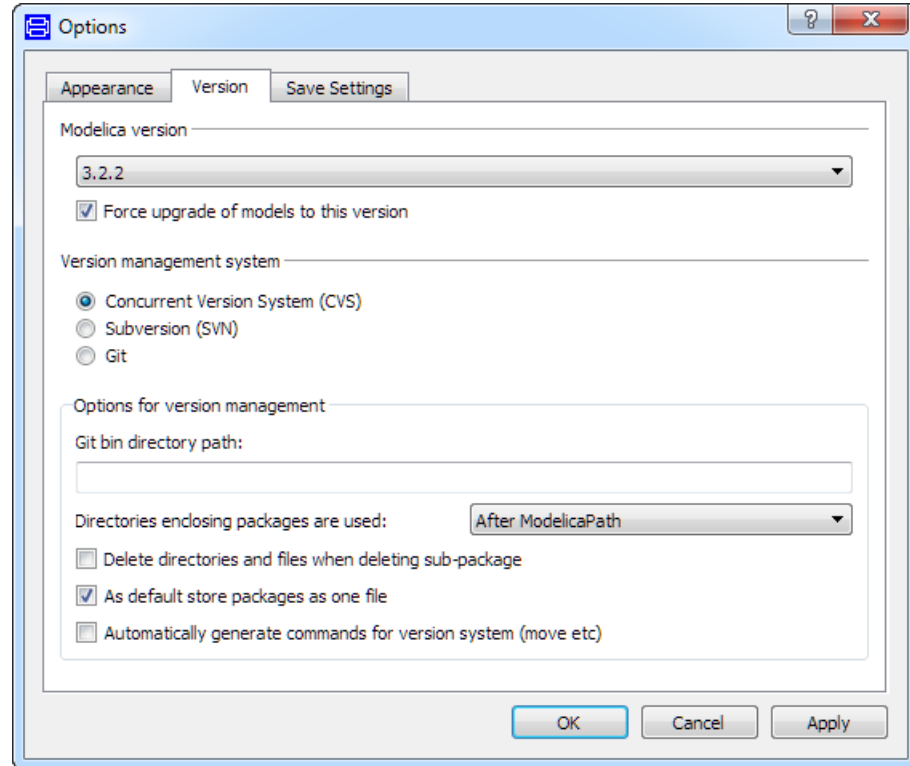 Options
Appearance Version Save Settings
Modelica version
3.2.2
Force upgrade of models to this version
Version management system
Concurrent Version System (CVS)
Subversion (SVN)
Git
Options for version management
Git bin directory path:
Directories enclosing packages are used: After ModelicaPath
Delete directories and files when deleting sub-package
As default store packages as one file
Automatically generate commands for version system (move etc)
OK Cancel Apply